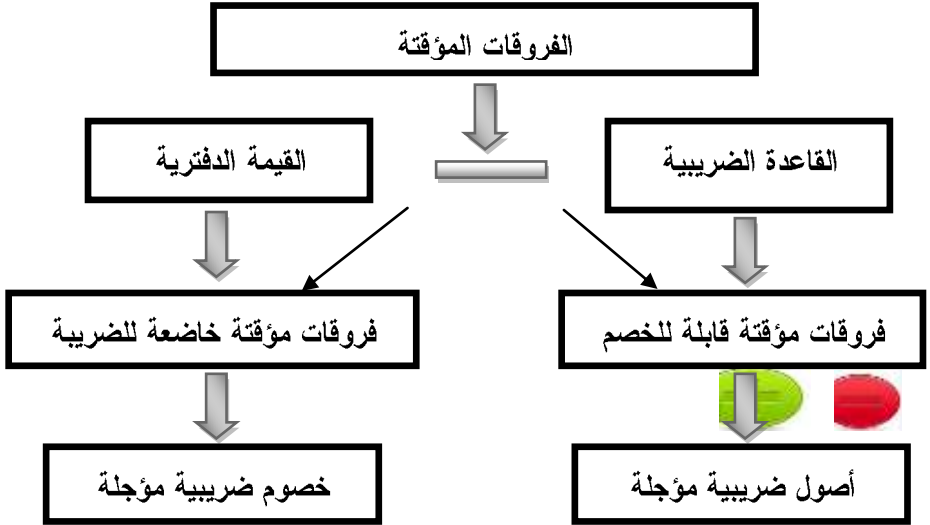 الفروقات المؤقتة
القاعدة الضريبية
القيمة الدفترية
فروقات مؤقتة قابلة للخصم
فروقات مؤقتة خاضعة للضريبة
أصول ضريبية مؤجلة
خصوم ضريبية مؤجلة